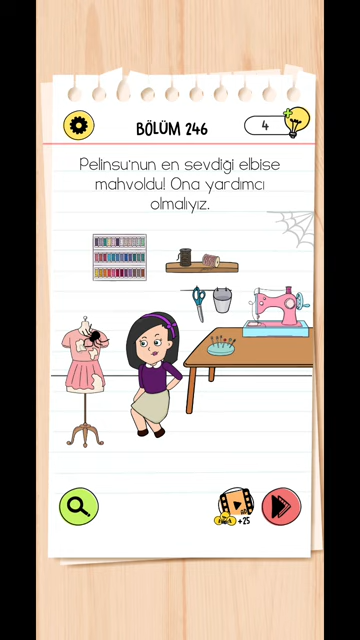 BÖLÜM 246
4
Pelinsu'nun en sevdiği elbise
mahvoldu! Ona yardımcı
olmalıyız.
+25